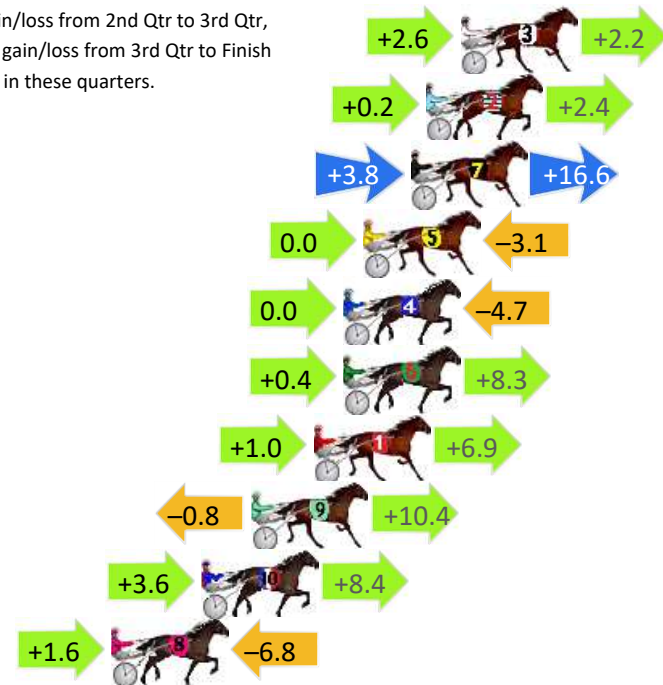 in/loss from 2nd Qtr to 3rd Qtr,
gain/loss from 3rd Qtr to Finish
in these quarters.
+2.6 3 +2.2
+0.2 2 +2.4
+3.8 7 +16.6
0.0 5 –3.1
0.0 4 –4.7
+0.4 +8.3
+1.0 1 +6.9
–0.8 9 +10.4
+3.6 10 +8.4
+1.6 8 –6.8